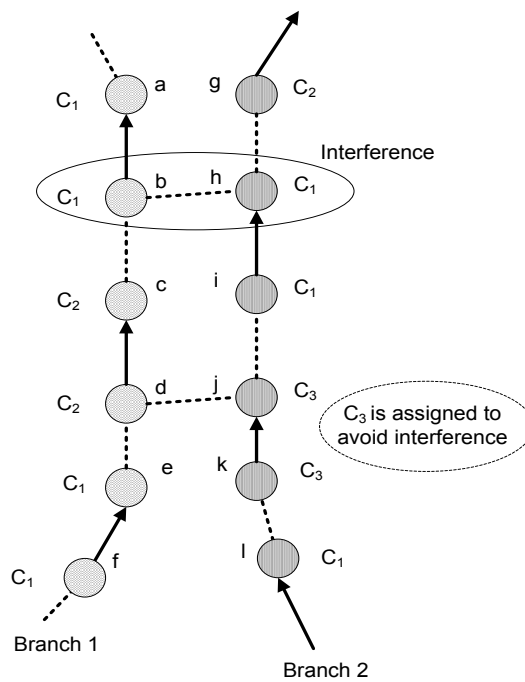 a
g
C1
C2
Interference
b
h
C1
C1
c
i
C2
C1
d
j
C2
C3
C3 is assigned to
avoid interference
e
k
C1
C3
f
l
C1
C1
Branch 1
Branch 2